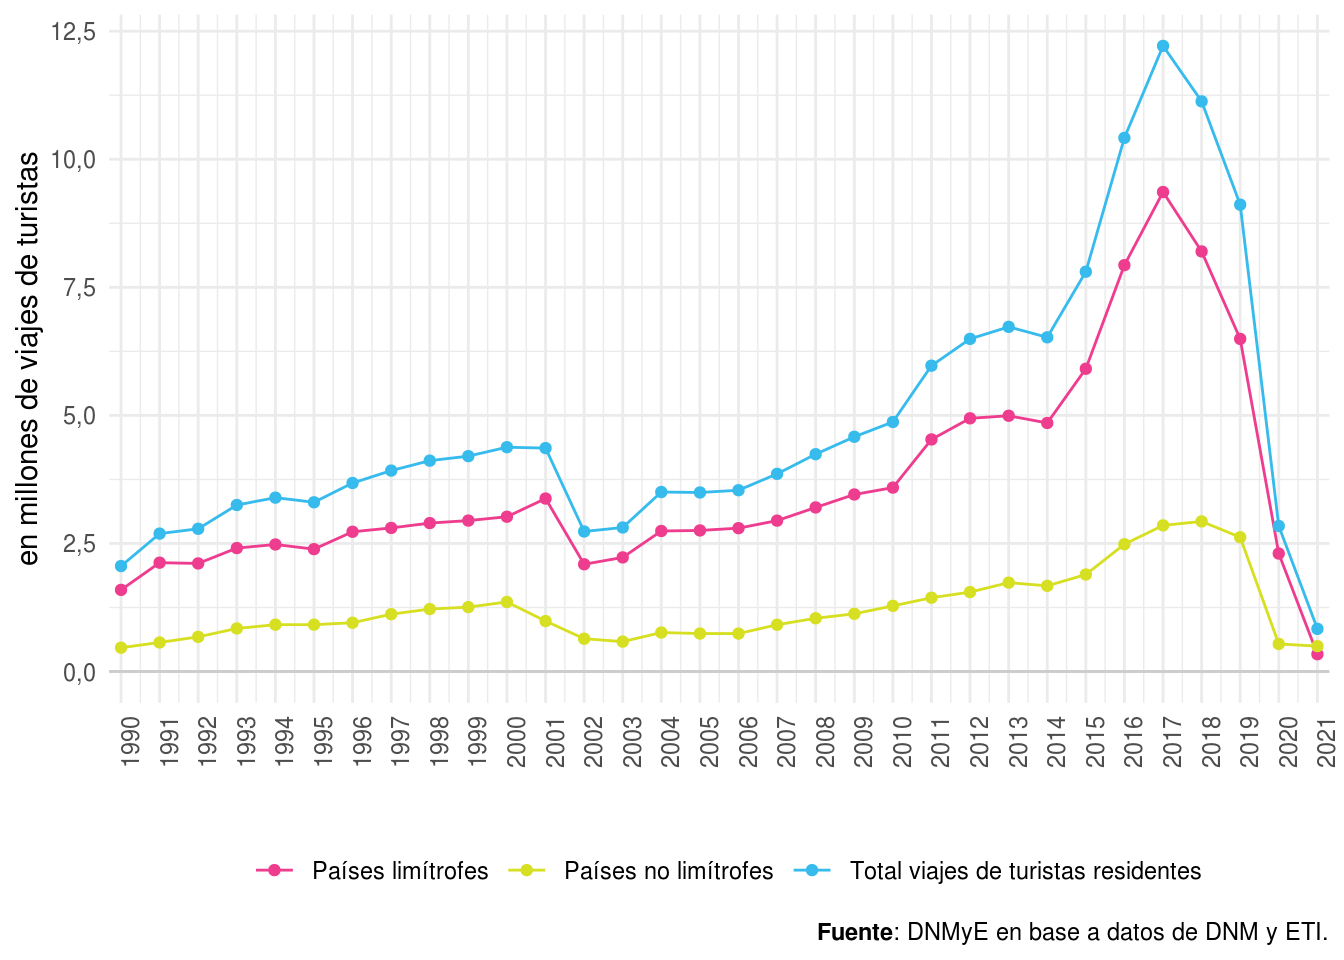 en millones de viajes de turistas
12,5
10,0
7,5
5,0
2,5
0,0
1990 1991 1992 1993 1994 1995 1996 1997 1998 1999 2000 2001 2002 2003 2004 2005 2006 2007 2008 2009 2010 2011 2012 2013 2014 2015 2016 2017 2018 2019 2020 2021
Países limítrofes Países no limítrofes Total viajes de turistas residentes
Fuente: DNMyE en base a datos de DNM y ETI.